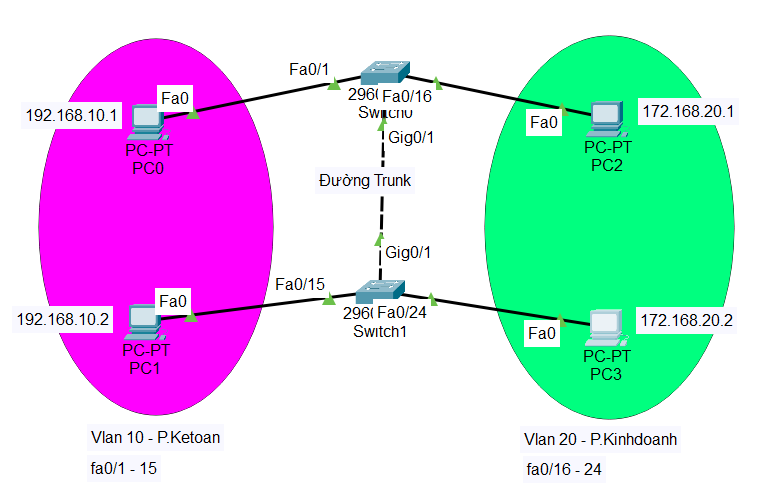 Fa0/1
192.168.10.1
Fa0
PC-PT
PC0
296
Fa0/16
Switch0
Gig0/1
172.168.20.1
Fa0
PC-PT
PC2
Đường Trunk
Gig0/1
Fa0/15
192.168.10.2
Fa0
PC-PT
PC1
296
Fa0/24
Switch1
172.168.20.2
Fa0
PC-PT
PC3
Vlan 10 - P.Ketoan
fa0/1 - 15
Vlan 20 - P.Kinhdoanh
fa0/16 - 24